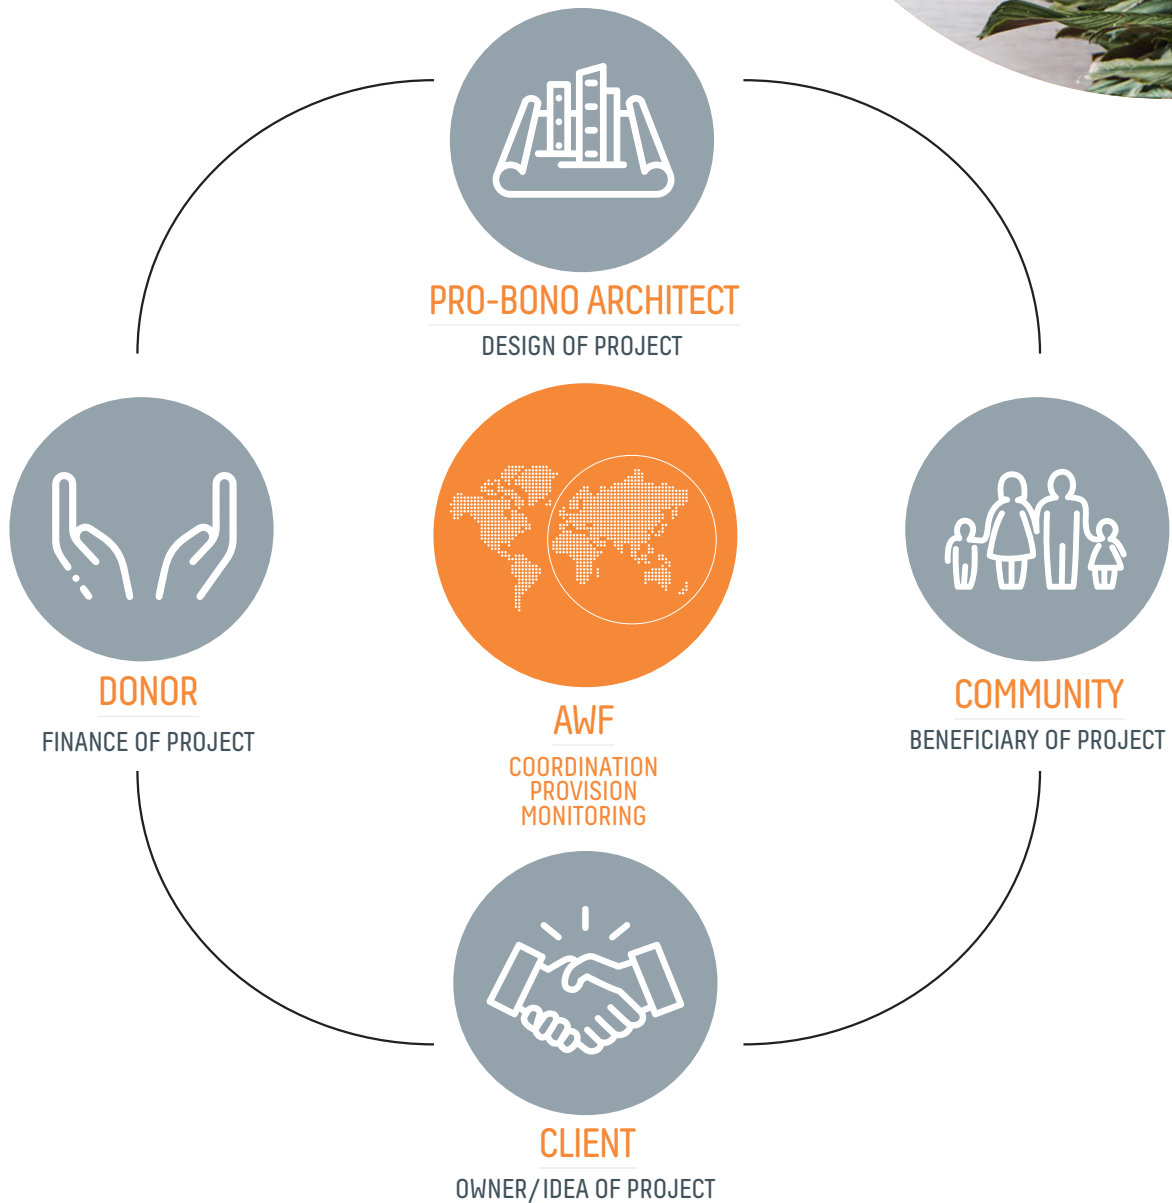 PRO-BONO ARCHITECT
DESIGN OF PROJECT
DONOR
FINANCE OF PROJECT
AWF
COORDINATION
PROVISION
MONITORING
COMMUNITY
BENEFICIARY OF PROJECT
CLIENT
OWNER/IDEA OF PROJECT